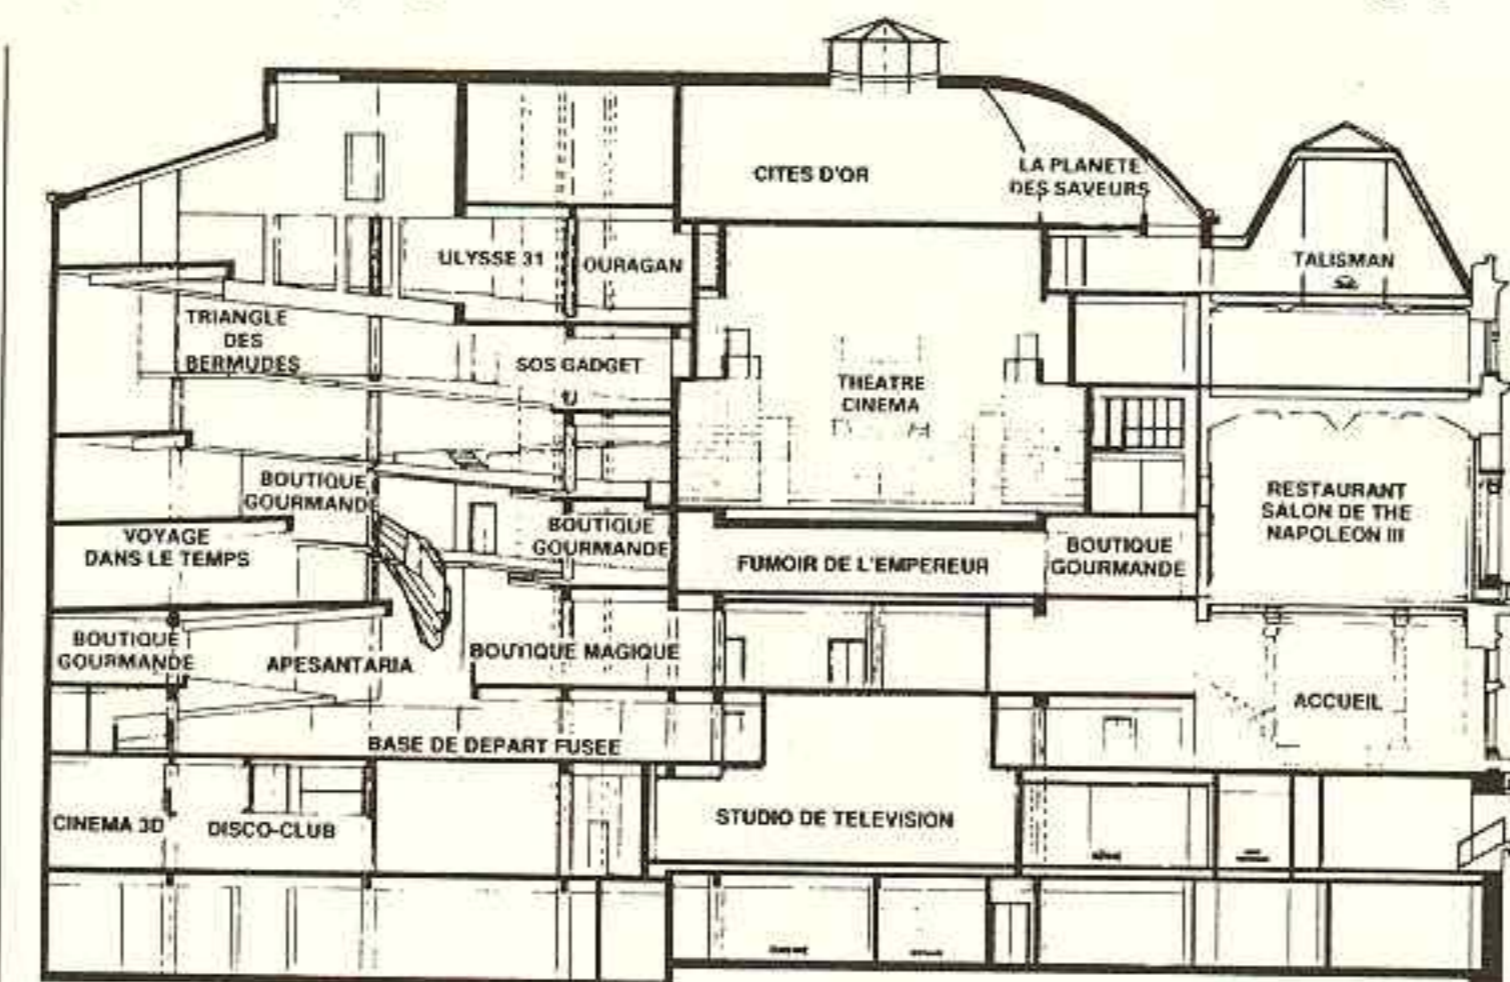 CITES D'OR
LA PLANETE
DES SAVEURS
ULYSSE 31
OURAGAN
TALISMAN
TRIANGLE
DES
BERMUDES
SOS GADGET
THEATRE
CINEMA
BOUTIQUE
GOURMAND
RESTAURANT
SALON DE THE
NAPOLEON III
VOYAGE
DANS LE TEMPS
BOUTIQUE
GOURMANDE
FUMOIR DE L'EMPEREUR
BOUTIQUE
GOURMANDE
BOUTIQUE
GOURMANDE
APESANTARIA
BOUTIQUE MAGIQUE
ACCUEIL
BASE DE DEPART FUSEE
CINEMA 3D
DISCO-CLUB
STUDIO DE TELEVISION